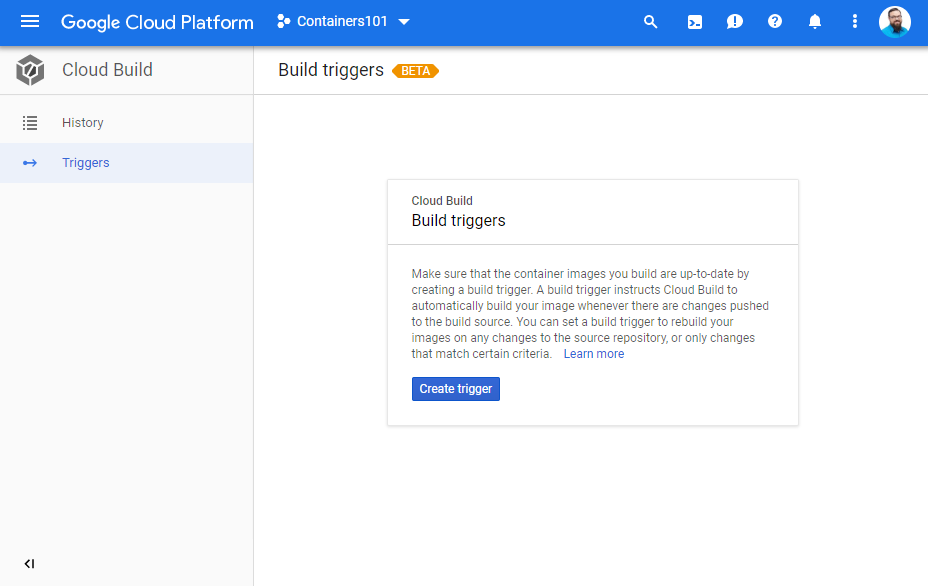 Google Cloud Platform
Containers101
Cloud Build
Build triggers BETA
History
Triggers
Cloud Build
Build triggers
Make sure that the container images you build are up-to-date by
creating a build trigger. A build trigger instructs Cloud Build to
automatically build your image whenever there are changes pushed
to the build source. You can set a build trigger to rebuild your
images on any changes to the source repository, or only changes
that match certain criteria. Learn more
Create trigger